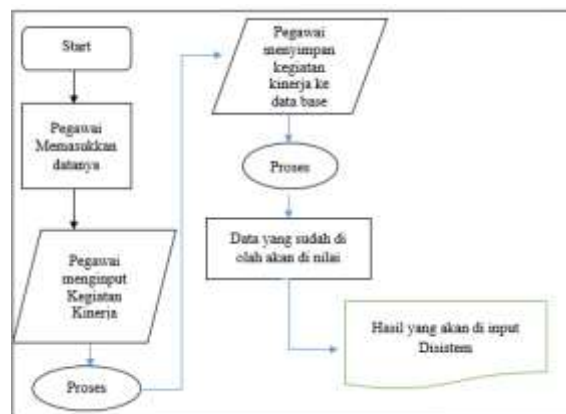 Start
Pegawai
Memasukkan
datanya
Pegawai
menginput
Kegiatan
Kinerja
Proses
Pegawai
menyimpan
kegiatan
kinerja ke
data base
Proses
Data yang sudah di
olah akan di nilai
Hasil yang akan di input
Disistem